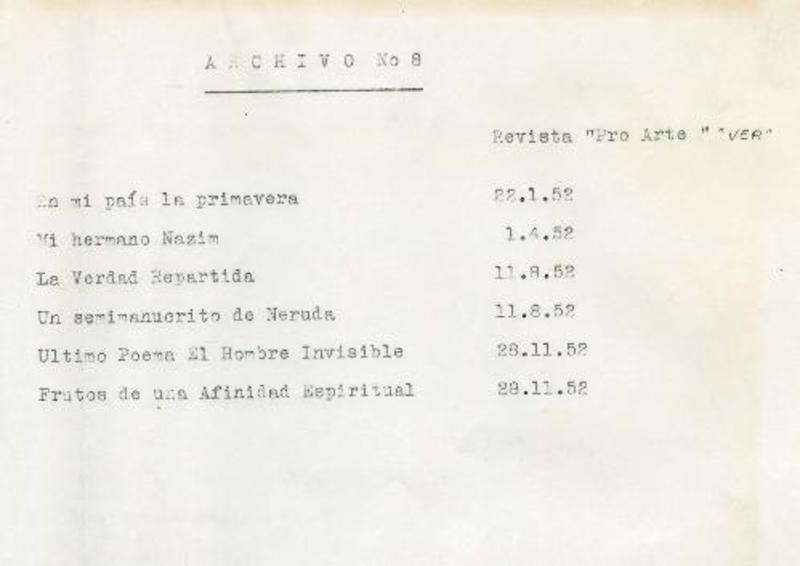 A R C H I V O No 8
Revista "Pro Arte " "VER"
En mi país la primavera 22.1.52
Mi hermano Nazim 1.4.52
La Verdad Repartida 11.8.52
Un semimanucrito de Neruda 11.8.52
Ultimo Poema El Hombre Invisible 28.11.52
Frutos de una Afinidad Espiritual 28.11.52